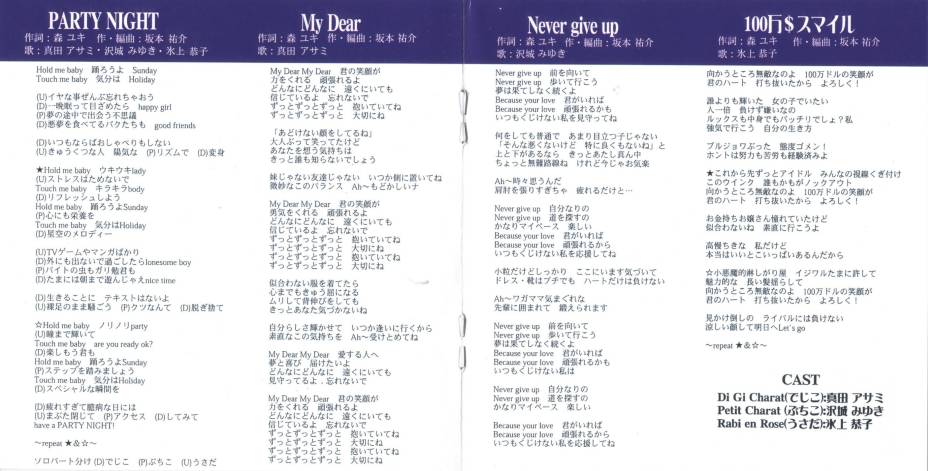 PARTY NIGHT
作詞：森 ユキ　作・編曲：坂本 祐介
歌：真田 アサミ・沢城 みゆき・氷上 恭子
Hold me baby　踊ろうよ　Sunday
Touch me baby　気分は　Holiday
(U)イヤな事ぜんぶ忘れちゃおう
(D)一晩眠って目ざめたら　happy girl
(P)夢の途中で出会う不思議
(D)悪夢を食べてるバクたちも　good friends
(D)いつもならばおしゃべりもしない
(U)きゅうくつな人　陽気な　(P)リズムで　(D)変身
★Hold me baby　ウキウキlady
(U)ストレスはためないで
Touch me baby　キラキラbody
(D)リフレッシュしよう
Hold me baby　踊ろうよSunday
(P)心にも栄養を
Touch me baby　気分はHoliday
(D)星空のメロディー
(U)TVゲームやマンガばかり
(D)外にも出ないで過ごしたらlonesome boy
(P)バイトの虫もガリ勉君も
(D)たまには朝まで遊んじゃえnice time
(D)生きることに　テキストはないよ
(U)裸足のまま騒ごう　(P)クツなんて　(D)脱ぎ捨て
☆Hold me baby　ノリノリparty
(U)瞳まで輝いて
Touch me baby　are you ready ok?
(D)楽しもう君も
Hold me baby　踊ろうよSunday
(P)ステップを踏みましょう
Touch me baby　気分はHoliday
(D)スペシャルな瞬間を
(D)疲れすぎて臆病な日には
(U)まぶた閉じて　(P)アクセス　(D)してみて
have a PARTY NIGHT!
～repeat ★&☆～
ソロパート分け (D)でじこ　(P)ぷちこ　(U)うさだ
My Dear
作詞：森 ユキ　作・編曲：坂本 祐介
歌：真田 アサミ
My Dear My Dear　君の笑顔が
力をくれる　頑張れるよ
どんなにどんなに　遠くにいても
信じているよ　忘れないで
ずっとずっとずっと　抱いていてね
ずっとずっとずっと　大切にね
「あどけない顔をしてるね」
大人ぶって笑ってたけど
あなたを想う気持ちは
きっと誰も知らないでしょう
妹じゃない友達じゃない　いつか側に置いてね
微妙なこのバランス　Ah～もどかしいナ
My Dear My Dear　君の笑顔が
勇気をくれる　頑張れるよ
どんなにどんなに　遠くにいても
信じているよ　忘れないで
ずっとずっとずっと　抱いていてね
ずっとずっとずっと　大切にね
ずっとずっとずっと　抱いていてね
ずっとずっとずっと　大切にね
似合わない服を着てたら
心までもきゅう屈になる
ムリして背伸びをしても
きっとあなた気づかないね
自分らしさ輝かせて　いつか逢いに行くから
素直なこの気持ちを　Ah～受けとめてね
My Dear My Dear　愛する人へ
夢と喜び　届けたいよ
どんなにどんなに　遠くにいても
見守ってるよ　忘れないで
My Dear My Dear　君の笑顔が
力をくれる　頑張れるよ
どんなにどんなに　遠くにいても
信じているよ　忘れないで
ずっとずっとずっと　抱いていてね
ずっとずっとずっと　大切にね
ずっとずっとずっと　抱いていてね
ずっとずっとずっと　大切にね
Never give up
作詞：森 ユキ　作・編曲：坂本 祐介
歌：沢城 みゆき
Never give up　前を向いて
Never give up　歩いて行こう
夢は果てしなく続くよ
Because your love　君がいれば
Because your love　頑張れるかも
いつもくじけない私を見守ってね
何をしても普通で　あまり目立つ子じゃない
「そんな悪くないけど　特に良くもないね」と
上と下があるなら　きっとあたし真ん中
ちょっと無難路線ね　けれど今じゃお気楽
Ah～時々思うんだ
肩肘を張りすぎちゃ　疲れるだけと…
Never give up　自分なりの
Never give up　道を探すの
かなりマイペース　楽しい
Because your love　君がいれば
Because your love　頑張れるから
いつもくじけない私を応援してね
小粒だけどしっかり　ここにいます気づいて
ドレス・靴はプチでも　ハートだけは負けない
Ah～ワガママ気まぐれな
先輩に囲まれて　鍛えられます
Never give up　前を向いて
Never give up　歩いて行こう
夢は果てしなく続くよ
Because your love　君がいれば
Because your love　頑張れるかも
いつもくじけない私は
Never give up　自分なりの
Never give up　道を探すの
かなりマイペース　楽しい
Because your love　君がいれば
Because your love　頑張れるから
いつもくじけない私を応援してね
100万$スマイル
作詞：森 ユキ　作・編曲：坂本 祐介
歌：氷上 恭子
向かうところ無敵なのよ　100万ドルの笑顔が
君のハート　打ち抜いたから　よろしく！
誰よりも輝いた　女の子でいたい
人一倍　負けず嫌いなの
ルックスも中身でもバッチリでしょ？私
強気で行こう　自分の生き方
ブルジョワぶった　態度ゴメン！
ホントは努力も苦労も経験済みよ
★これから先ずっとアイドル　みんなの視線くぎ付け
このウインク　誰もかもがノックアウト
向かうところ無敵なのよ　100万ドルの笑顔が
君のハート　打ち抜いたから　よろしく！
お金持ちお嬢さん憧れていたけど
似合わないね　素直に行こうよ
高慢ちきな　私だけど
本当はいいとこいっぱいあるんだから
☆小悪魔的淋しがり屋　イジワルたまに許して
魅力的な　長い髪揺らして
向かうところ無敵なのよ　100万ドルの笑顔が
君のハート　打ち抜いたから　よろしく！
見かけ倒しの　ライバルには負けない
涼しい顔して明日へLet's go
～repeat ★&☆～
CAST
Di Gi Charat(でじこ):真田 アサミ
Petit Charat (ぷちこ):沢城 みゆき
Rabi en Rose(うさだ):氷上 恭子